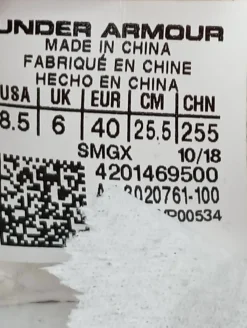 UNDER ARMOUR
MADE IN CHINA
FABRIQUÉ EN CHINE
HECHO EN CHINA
USA | UK | EUR | CM | CHN
8.5 | 6 | 40 | 25.5 | 255
SMGX 10/18
4201469500
3020761-100
P00534